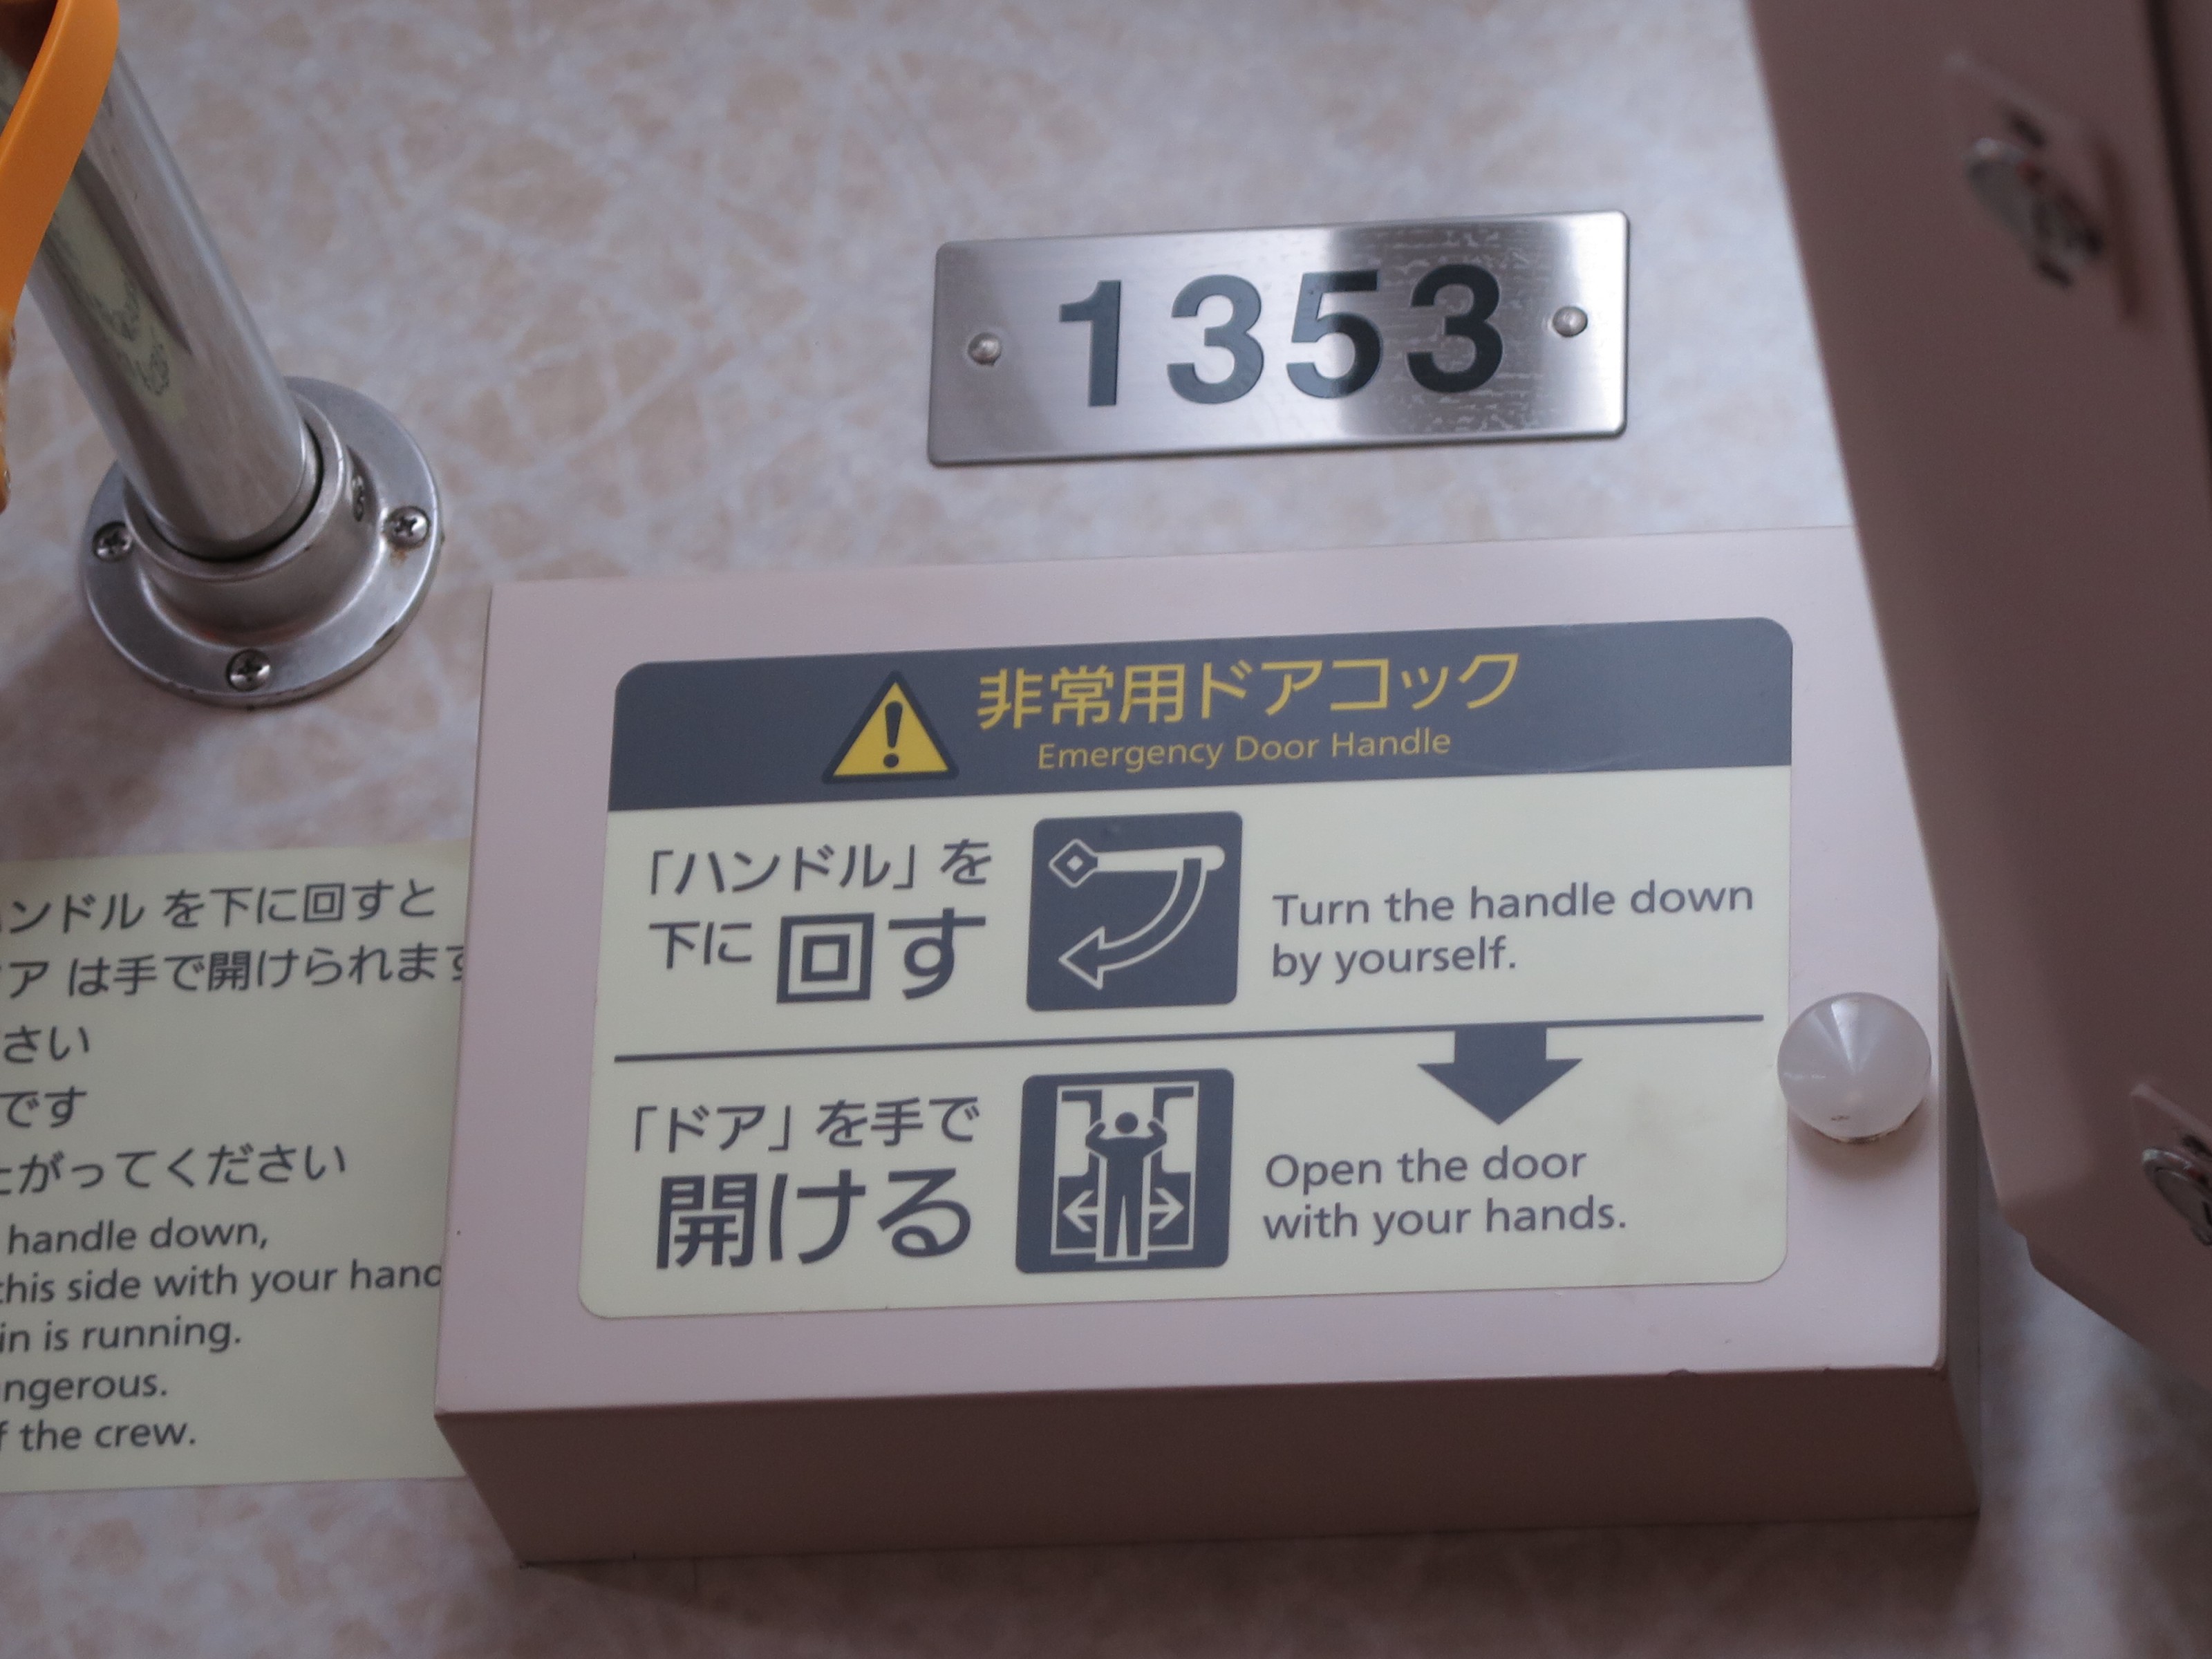 1353
非常用ドアコック
Emergency Door Handle
「ハンドル」を
下に 回す
Turn the handle down
by yourself.
「ドア」を手で
開ける
Open the door
with your hands.
ンドル を下に回すと
ア は手で開けられます
さい
です
がってください
handle down,
this side with your hand
in is running.
ngerous.
f the crew.